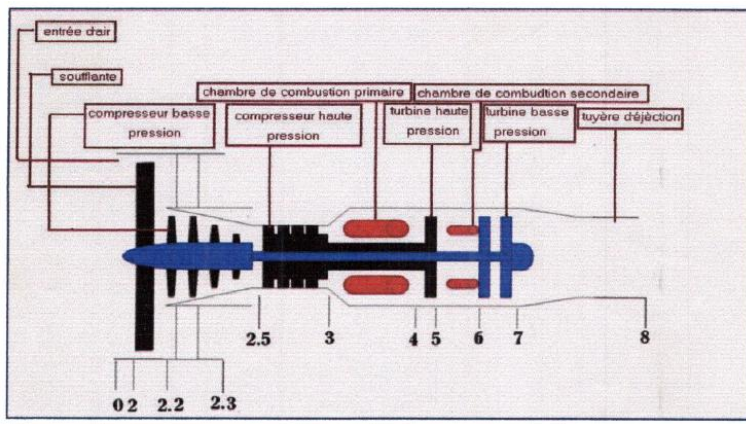 entrée d'air
soufflante
chambre de combustion primaire
chambre de combudtion secondaire
compresseur basse
pression
compresseur haute
pression
turbine haute
pression
turbine basse
pression
tuyère d'éjèction
2.5
3
4
5
6
7
8
0
2
2.2
2.3